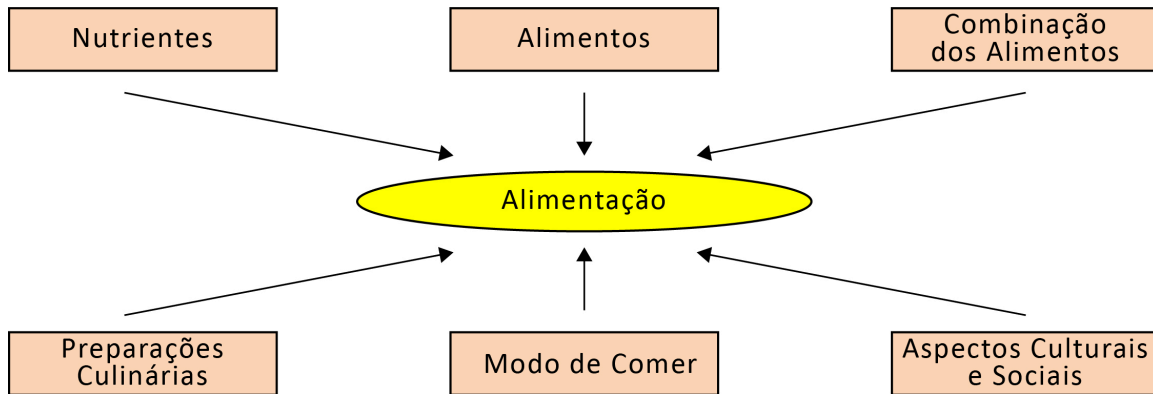 Nutrientes
Alimentos
Combinação
dos Alimentos
Alimentação
Preparações
Culinárias
Modo de Comer
Aspectos Culturais
e Sociais